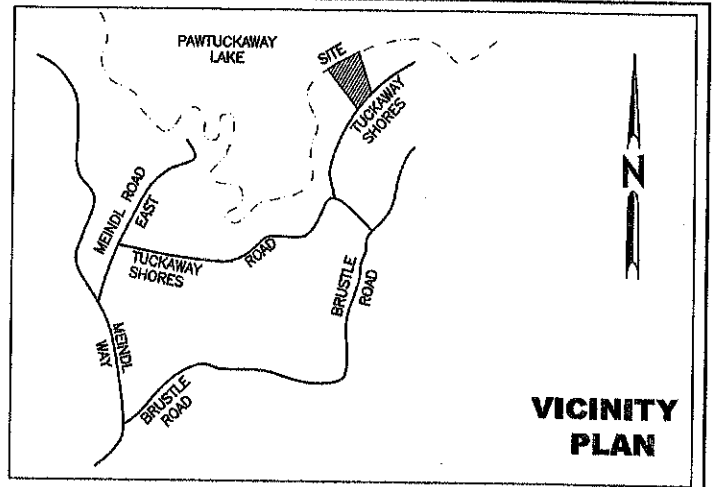 PAWTUCKAWAY
LAKE
SITE
TUCKAWAY
SHORES
N
MEINDL ROAD
EAST
TUCKAWAY
SHORES
ROAD
BRUSTLE
ROAD
MEINDL
WAY
BRUSTLE
ROAD
VICINITY
PLAN